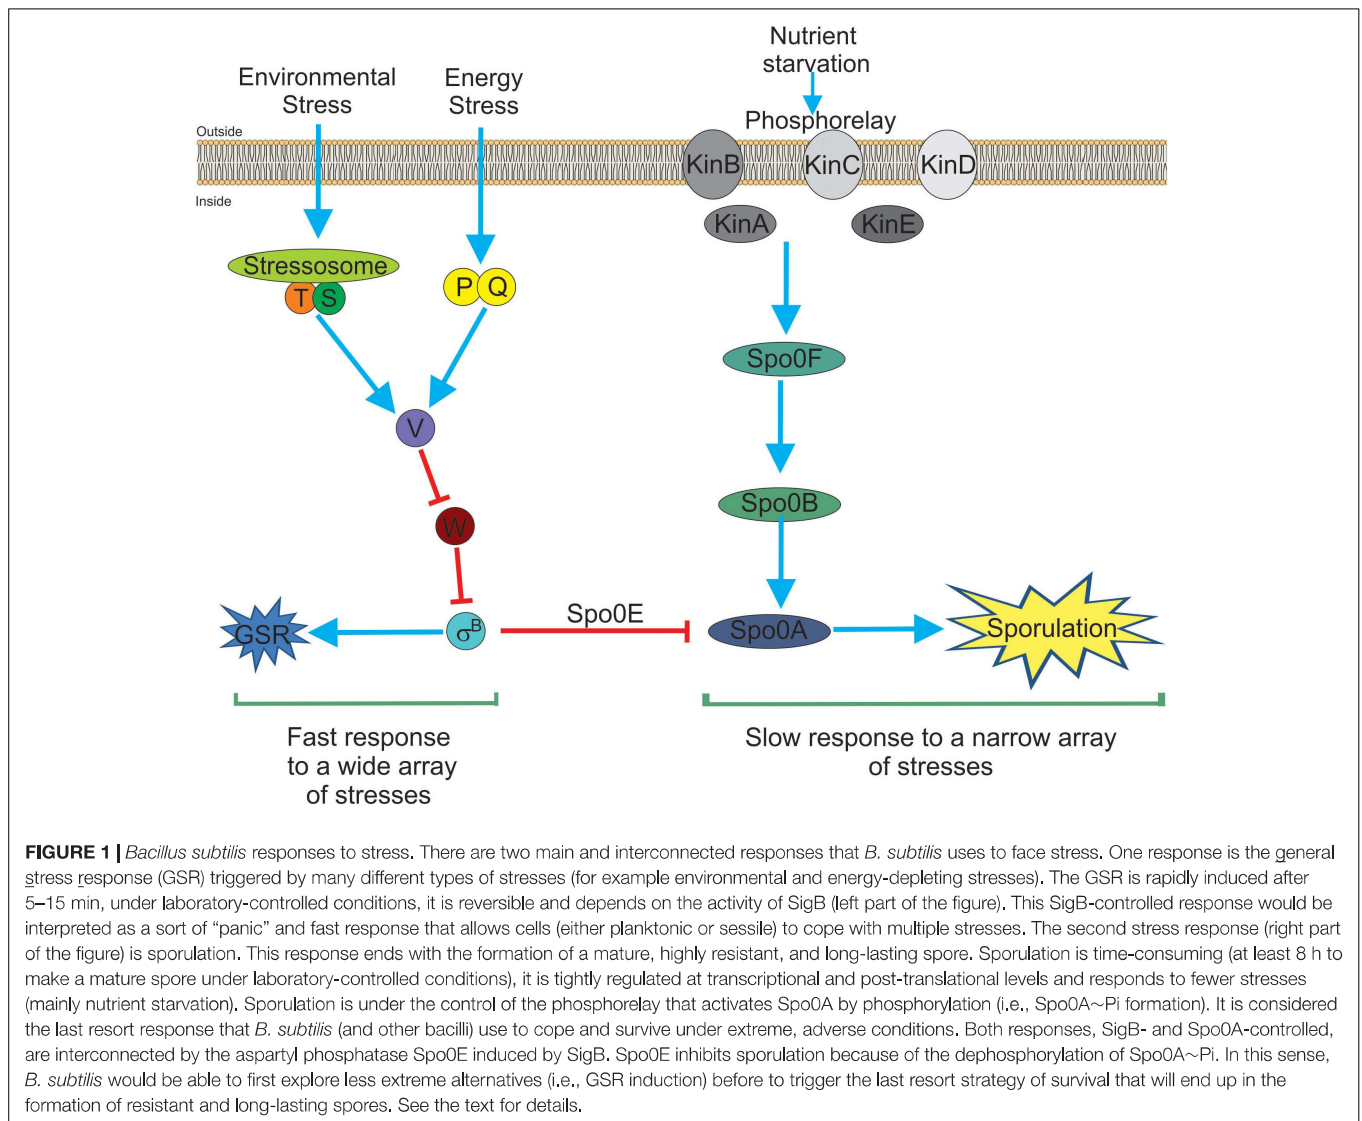 Nutrient
starvation
Environmental
Stress
Energy
Stress
Phosphorelay
Outside
KinB
KinC
KinD
Inside
KinA
KinE
Stressosome
T
S
P
Q
Spo0F
V
Spo0B
W
GSR
σB
Spo0E
Spo0A
Sporulation
Fast response
to a wide array
of stresses
Slow response to a narrow array
of stresses
FIGURE 1 | Bacillus subtilis responses to stress. There are two main and interconnected responses that B. subtilis uses to face stress. One response is the general
stress response (GSR) triggered by many different types of stresses (for example environmental and energy-depleting stresses). The GSR is rapidly induced after
5–15 min, under laboratory-controlled conditions, it is reversible and depends on the activity of SigB (left part of the figure). This SigB-controlled response would be
interpreted as a sort of “panic” and fast response that allows cells (either planktonic or sessile) to cope with multiple stresses. The second stress response (right part
of the figure) is sporulation. This response ends with the formation of a mature, highly resistant, and long-lasting spore. Sporulation is time-consuming (at least 8 h to
make a mature spore under laboratory-controlled conditions), it is tightly regulated at transcriptional and post-translational levels and responds to fewer stresses
(mainly nutrient starvation). Sporulation is under the control of the phosphorelay that activates Spo0A by phosphorylation (i.e., Spo0A~Pi formation). It is considered
the last resort response that B. subtilis (and other bacilli) use to cope and survive under extreme, adverse conditions. Both responses, SigB- and Spo0A-controlled,
are interconnected by the aspartyl phosphatase Spo0E induced by SigB. Spo0E inhibits sporulation because of the dephosphorylation of Spo0A~Pi. In this sense,
B. subtilis would be able to first explore less extreme alternatives (i.e., GSR induction) before to trigger the last resort strategy of survival that will end up in the
formation of resistant and long-lasting spores. See the text for details.